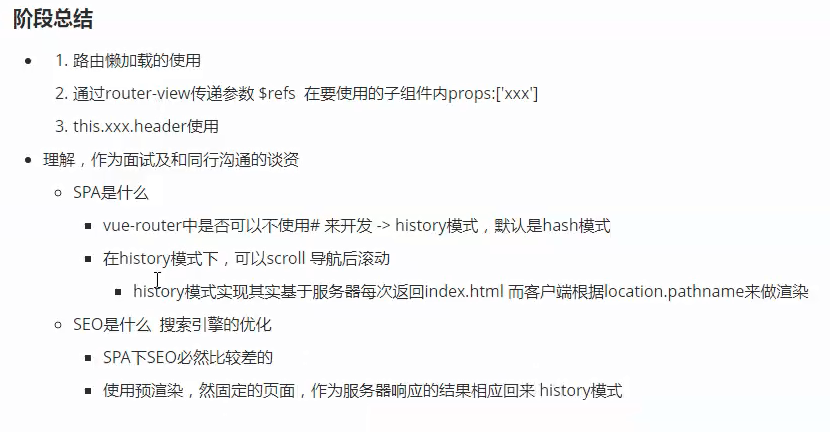 阶段总结
1. 路由懒加载的使用
2. 通过router-view传递参数 $refs 在要使用的子组件内props:['xxx']
3. this.xxx.header使用
理解，作为面试及和同行沟通的谈资
SPA是什么
vue-router中是否可以不使用# 来开发 -> history模式，默认是hash模式
在history模式下，可以scroll 导航后滚动
history模式实现其实基于服务器每次返回index.html 而客户端根据location.pathname来做渲染
SEO是什么 搜索引擎的优化
SPA下SEO必然比较差的
使用预渲染，然固定的页面，作为服务器响应的结果相应回来 history模式